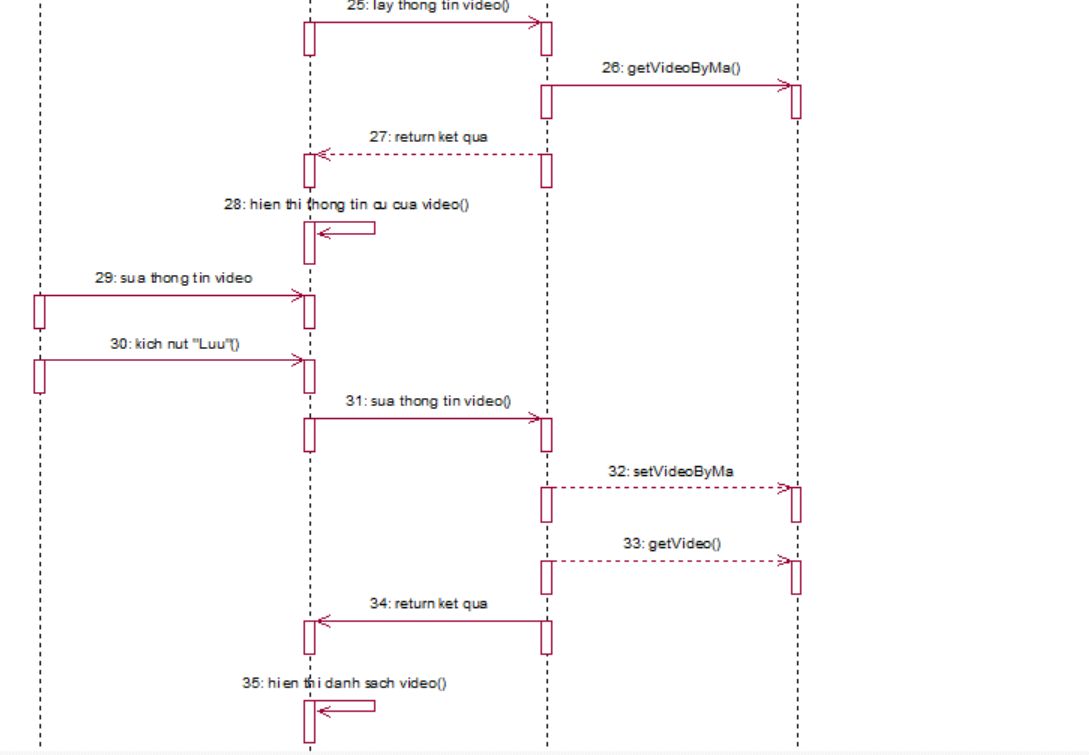 25: lay thong tin video()
26: getVideoByMa()
27: return ket qua
28: hien thi thong tin cu cua video()
29: sua thong tin video
30: kich nut "Luu"()
31: sua thong tin video()
32: setVideoByMa
33: getVideo()
34: return ket qua
35: hien thi danh sach video()